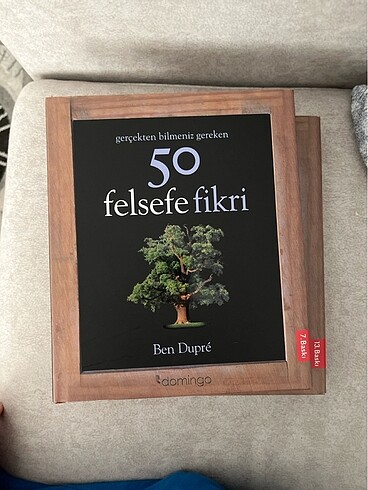 gerçekten bilmeniz gereken
50
felsefe fikri
Ben Dupré
domingo
7.Baskı
13.Baskı